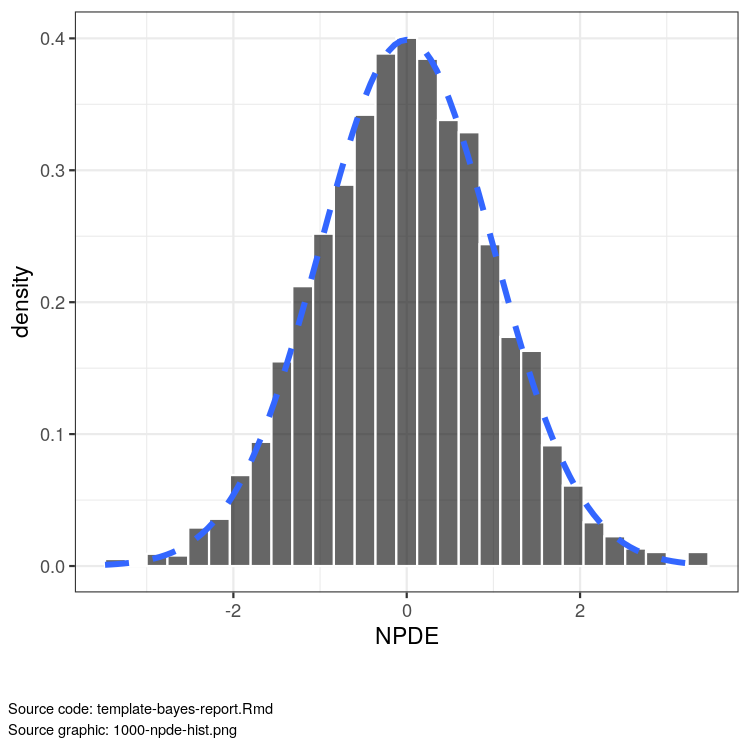 0.4
0.3
0.2
0.1
0.0
density
-2 0 2
NPDE
Source code: template-bayes-report.Rmd
Source graphic: 1000-npde-hist.png